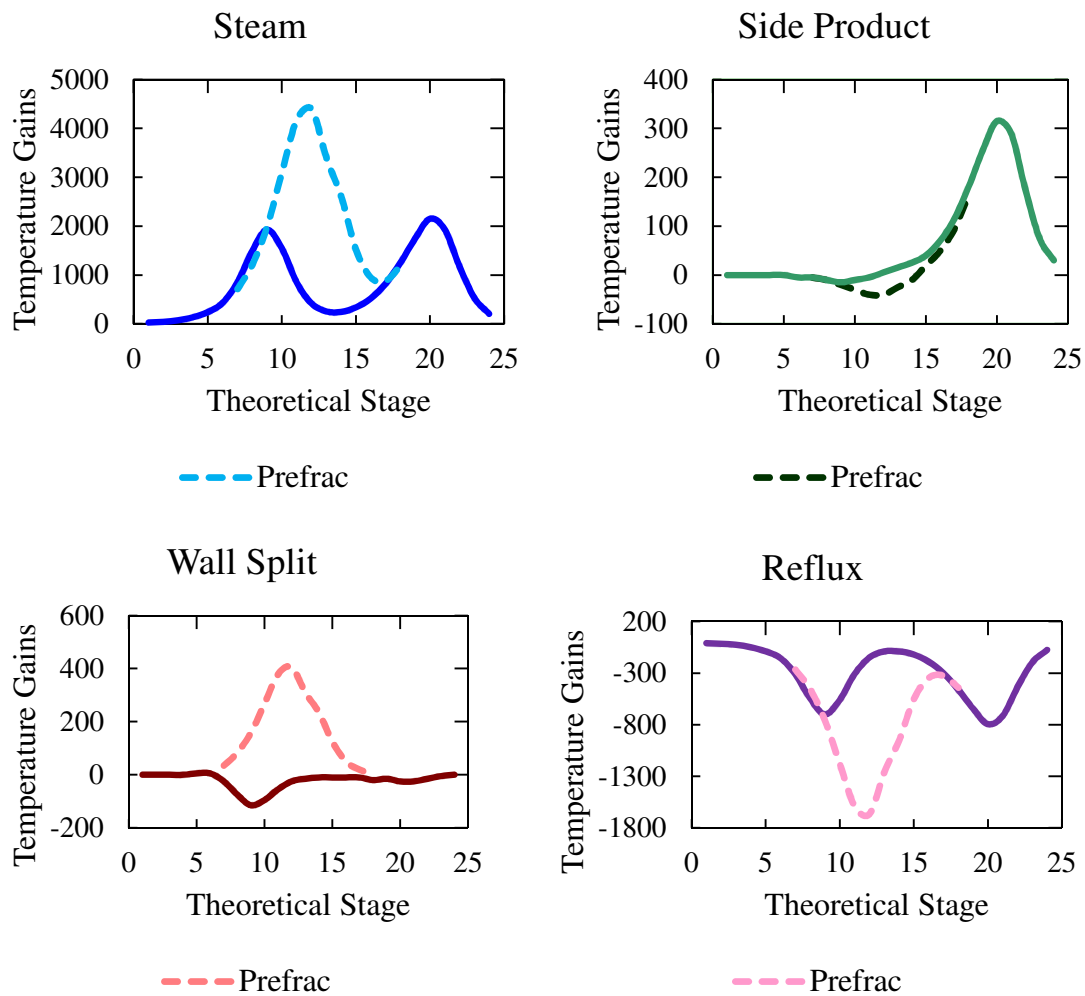 Steam
Temperature Gains
5000
4000
3000
2000
1000
0
0 5 10 15 20 25
Theoretical Stage
Prefrac
Side Product
Temperature Gains
400
300
200
100
0
-100
0 5 10 15 20 25
Theoretical Stage
Prefrac
Wall Split
Temperature Gains
600
400
200
0
-200
0 5 10 15 20 25
Theoretical Stage
Prefrac
Reflux
Temperature Gains
200
-300
-800
-1300
-1800
0 5 10 15 20 25
Theoretical Stage
Prefrac